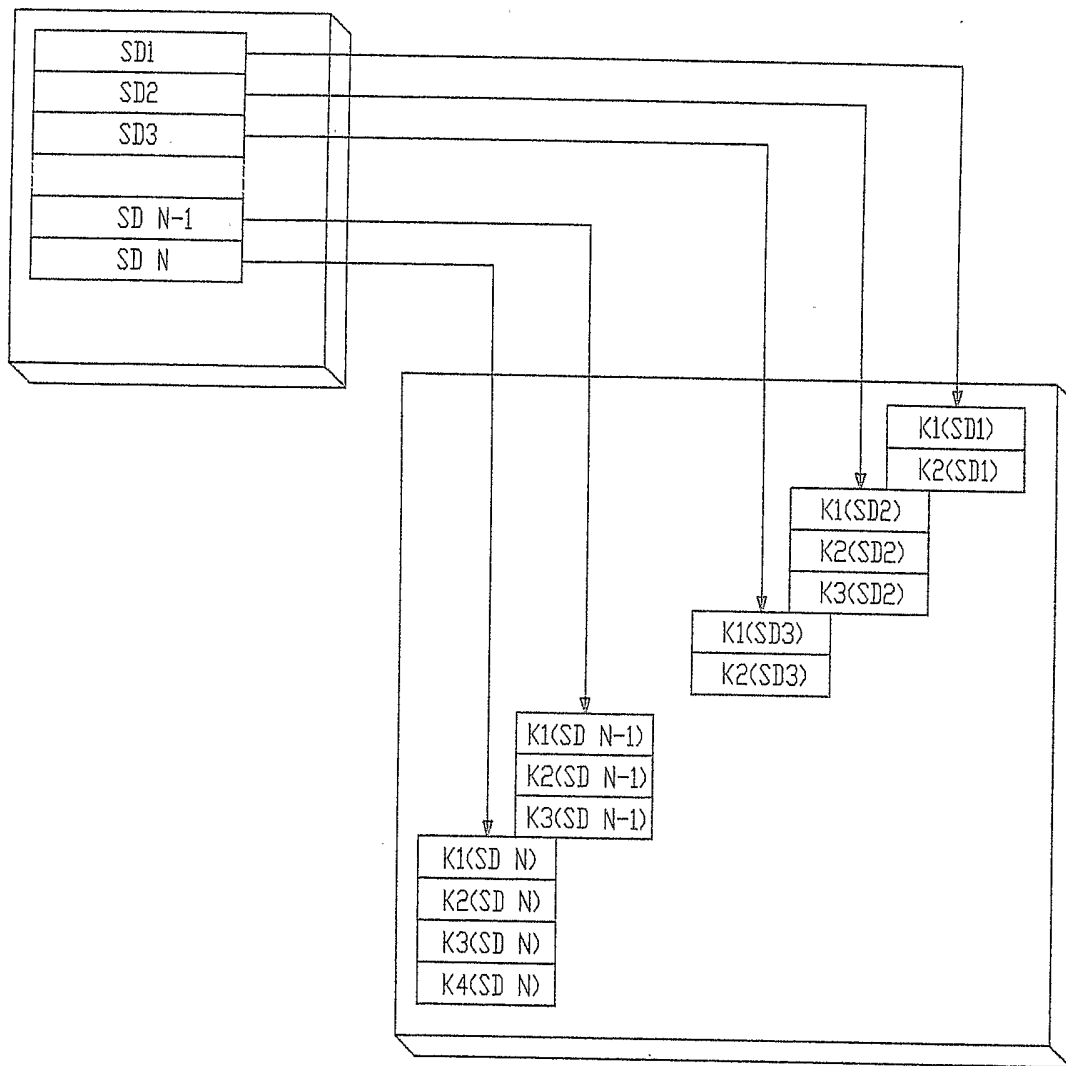 SD1
SD2
SD3
SD N-1
SD N
K1(SD1)
K2(SD1)
K1(SD2)
K2(SD2)
K3(SD2)
K1(SD3)
K2(SD3)
K1(SD N-1)
K2(SD N-1)
K3(SD N-1)
K1(SD N)
K2(SD N)
K3(SD N)
K4(SD N)